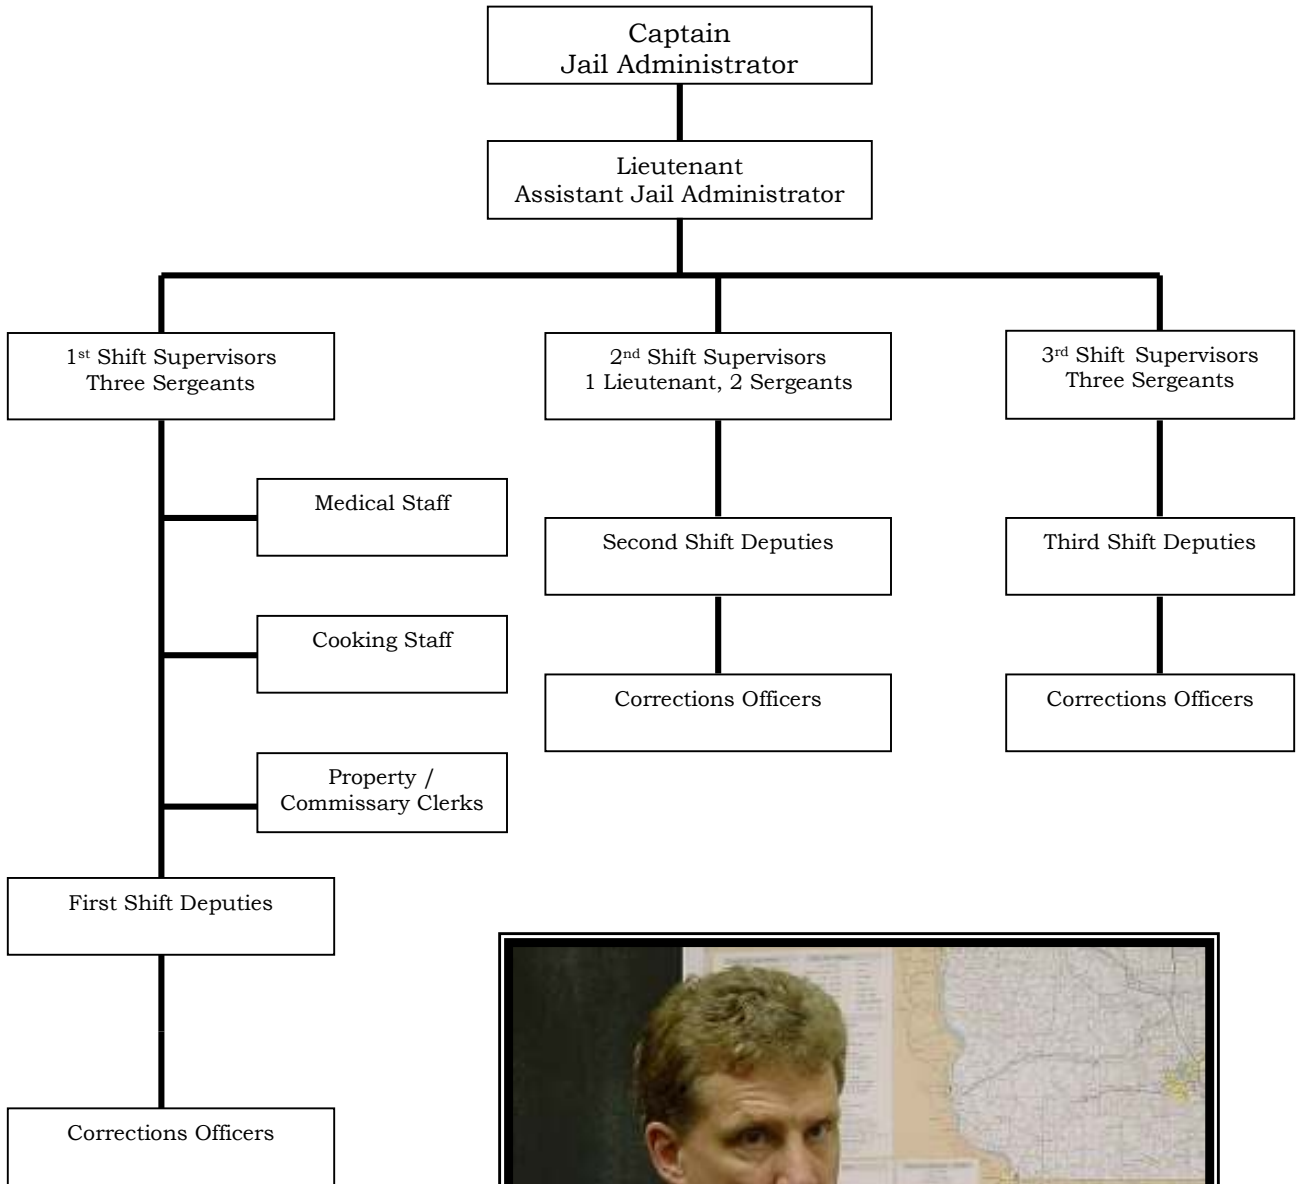 Captain
Jail Administrator
Lieutenant
Assistant Jail Administrator
1st Shift Supervisors
Three Sergeants
2nd Shift Supervisors
1 Lieutenant, 2 Sergeants
3rd Shift Supervisors
Three Sergeants
Medical Staff
Second Shift Deputies
Third Shift Deputies
Cooking Staff
Corrections Officers
Corrections Officers
Property /
Commissary Clerks
First Shift Deputies
Corrections Officers